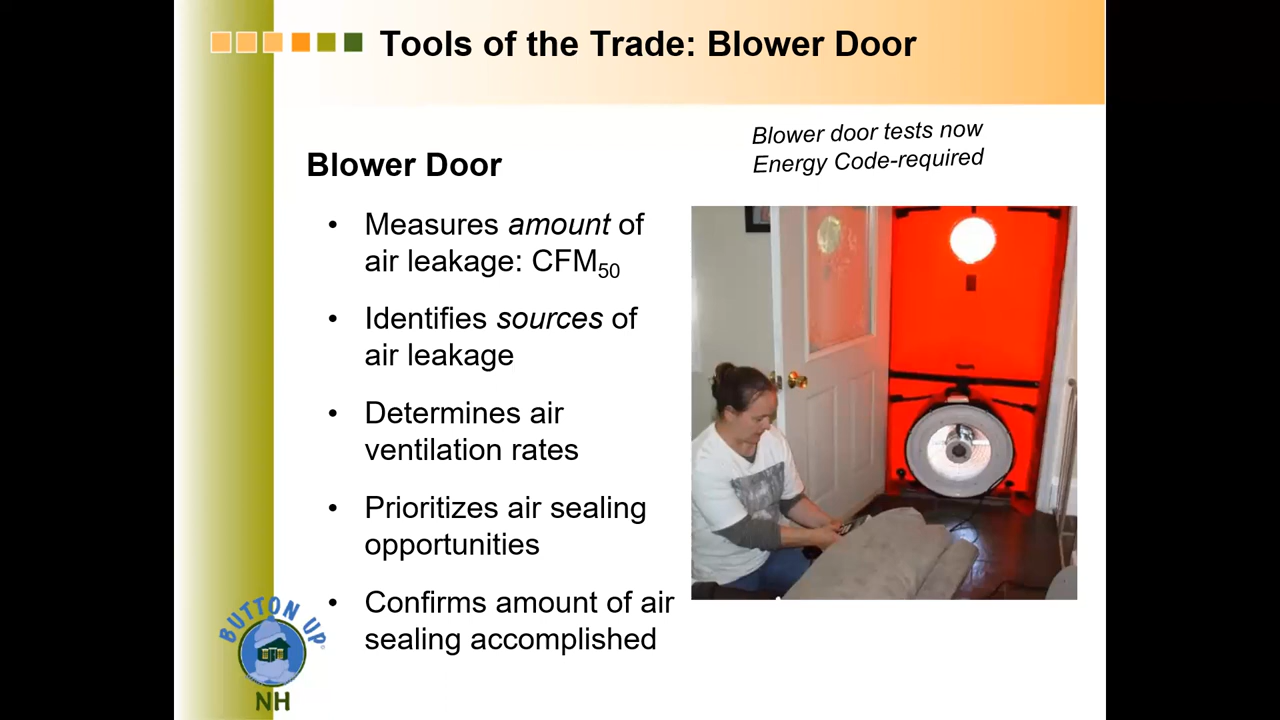 Tools of the Trade: Blower Door
Blower door tests now
Energy Code-required
Blower Door
• Measures amount of
air leakage: CFM₅₀
• Identifies sources of
air leakage
• Determines air
ventilation rates
• Prioritizes air sealing
opportunities
• Confirms amount of air
sealing accomplished
BUTTON UP
NH